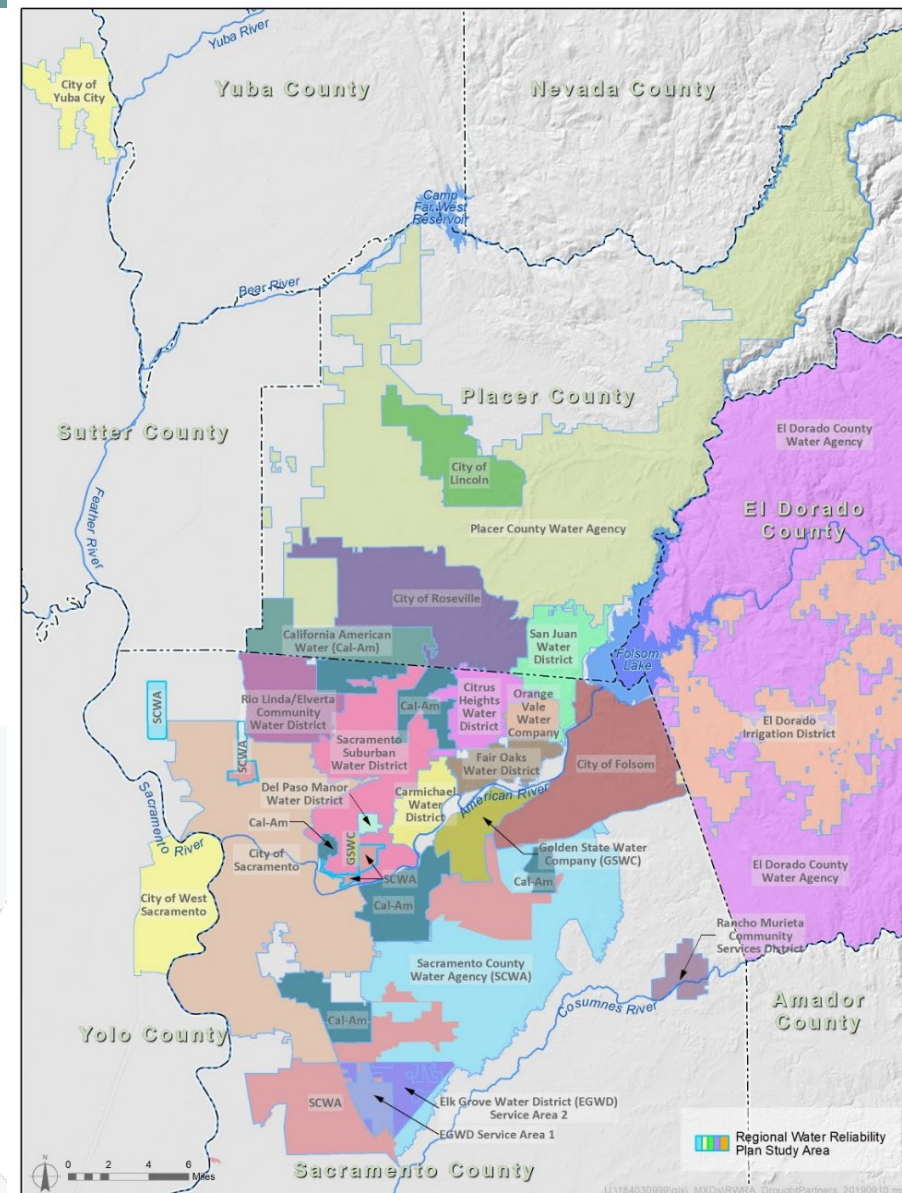 Yuba River
Yuba River
City of
Yuba City
Yuba County
Nevada County
Camp
Far West
Reservoir
Bear River
Placer County
Sutter County
City of
Lincoln
El Dorado County
Water Agency
Feather River
Placer County Water Agency
El Dorado
County
City of Roseville
California American
Water (Cal-Am)
San Juan
Water
District
Folsom
Lake
SCWA
Rio Linda/Elverta
Community
Water District
Cal-Am
Citrus
Heights
Water
District
Orange
Vale
Water
Company
SCWA
Sacramento
Suburban
Water District
El Dorado
Irrigation District
Fair Oaks
Water District
City of Folsom
Del Paso Manor
Water District
Carmichael
Water
District
American River
Sacramento
River
Cal-Am
GSWC
City of
Sacramento
SCWA
Golden State Water
Company (GSWC)
Cal-Am
El Dorado County
Water Agency
City of West
Sacramento
Cal-Am
Rancho Murieta
Community
Services District
Sacramento County
Water Agency (SCWA)
Cosumnes River
Amador
County
Yolo County
Cal-Am
SCWA
Elk Grove Water District (EGWD)
Service Area 2
EGWD Service Area 1
Regional Water Reliability
Plan Study Area
N
0 2 4 6
Miles
Sacramento County